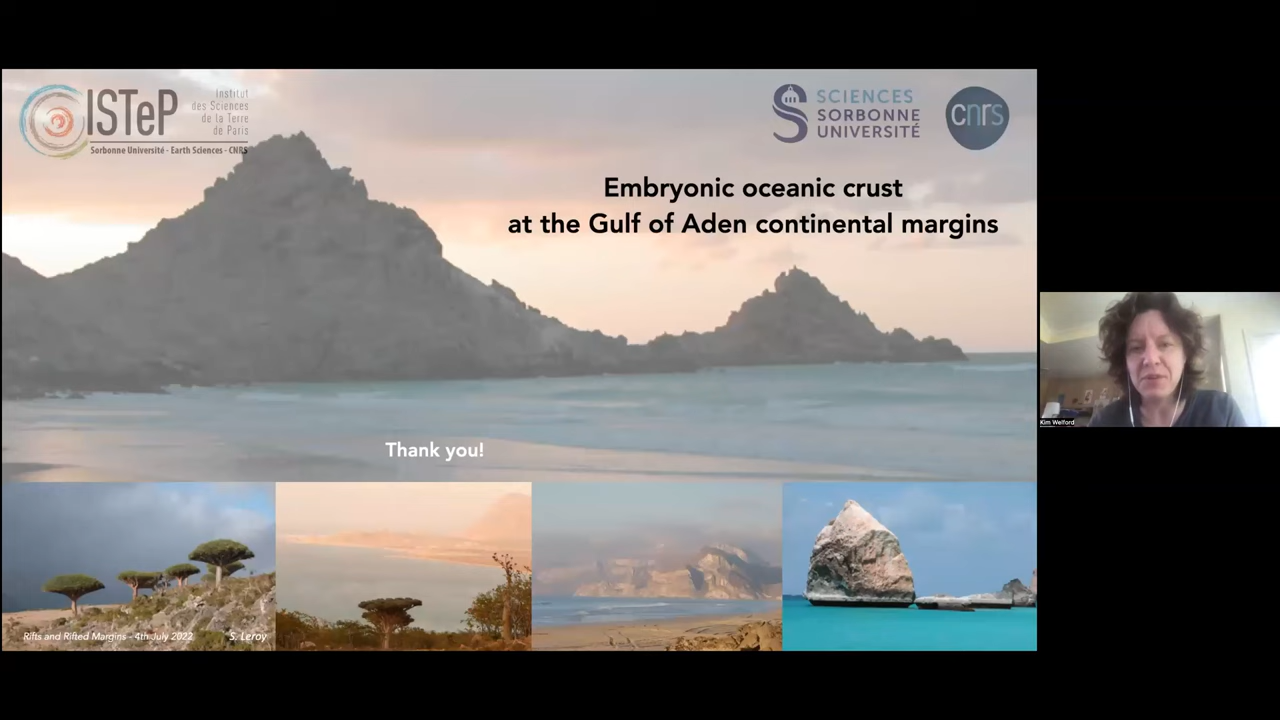 ISTeP
Institut
des Sciences
de la Terre
de Paris
Sorbonne Université - Earth Sciences - CNRS
SCIENCES
SORBONNE
UNIVERSITÉ
cnrs
Embryonic oceanic crust
at the Gulf of Aden continental margins
Thank you!
Rifts and Rifted Margins - 4th July 2022
S. Leroy
Kim Welford